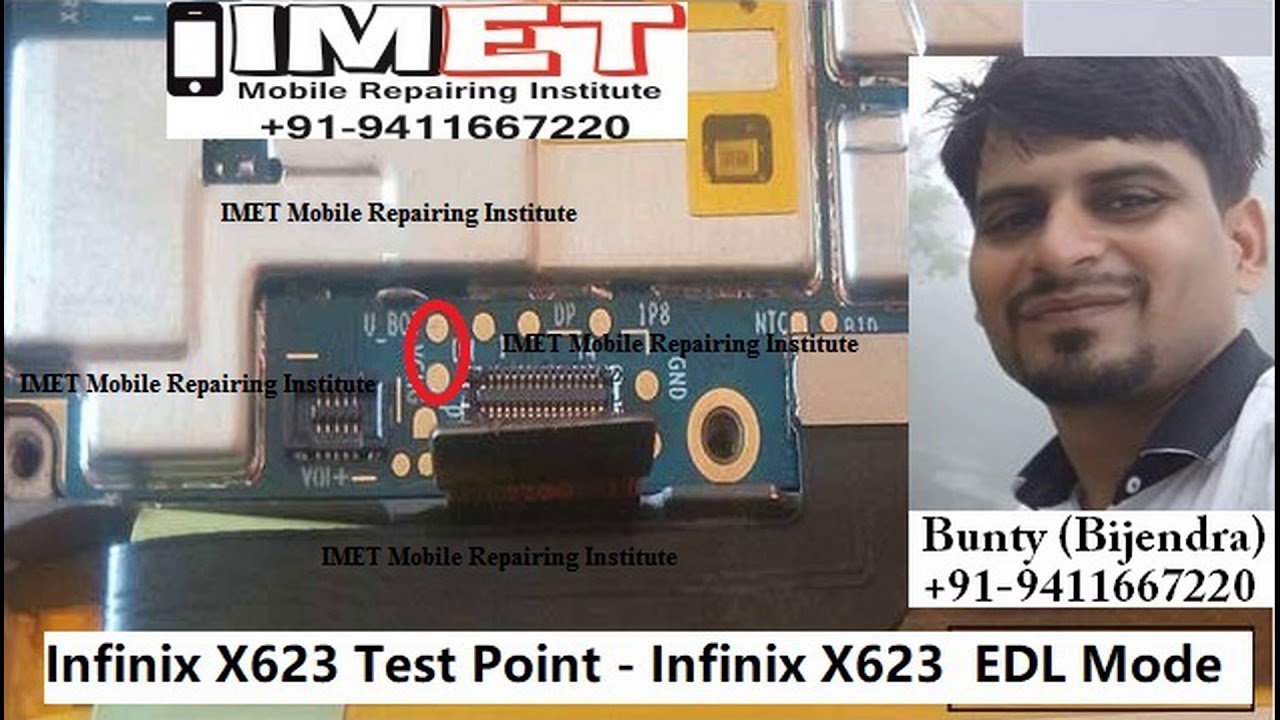 IMET
Mobile Repairing Institute
+91-9411667220
IMET Mobile Repairing Institute
DP
1P8
NTC
IMET Mobile Repairing Institute
IMET Mobile Repairing Institute
GND
VOl+
IMET Mobile Repairing Institute
Bunty (Bijendra)
+91-9411667220
Infinix X623 Test Point - Infinix X623 EDL Mode